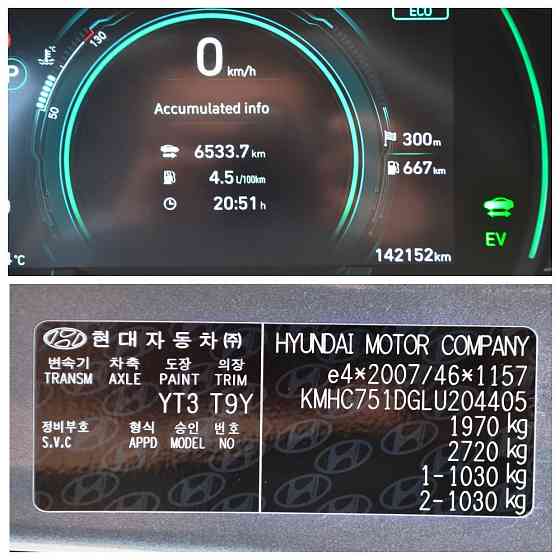 ECO
130
50
P
0 km/h
Accumulated info
6533.7 km
4.5 L/100km
20:51 h
300m
667km
EV
4°C
142152km
현대자동차㈜
변속기 차축 도장 의장
TRANSM AXLE PAINT TRIM
YT3 T9Y
정비부호 형식 승인 번호
S.V.C APPD MODEL NO
HYUNDAI MOTOR COMPANY
e4*2007/46*1157
KMHC751DGLU204405
1970 kg
2720 kg
1-1030 kg
2-1030 kg